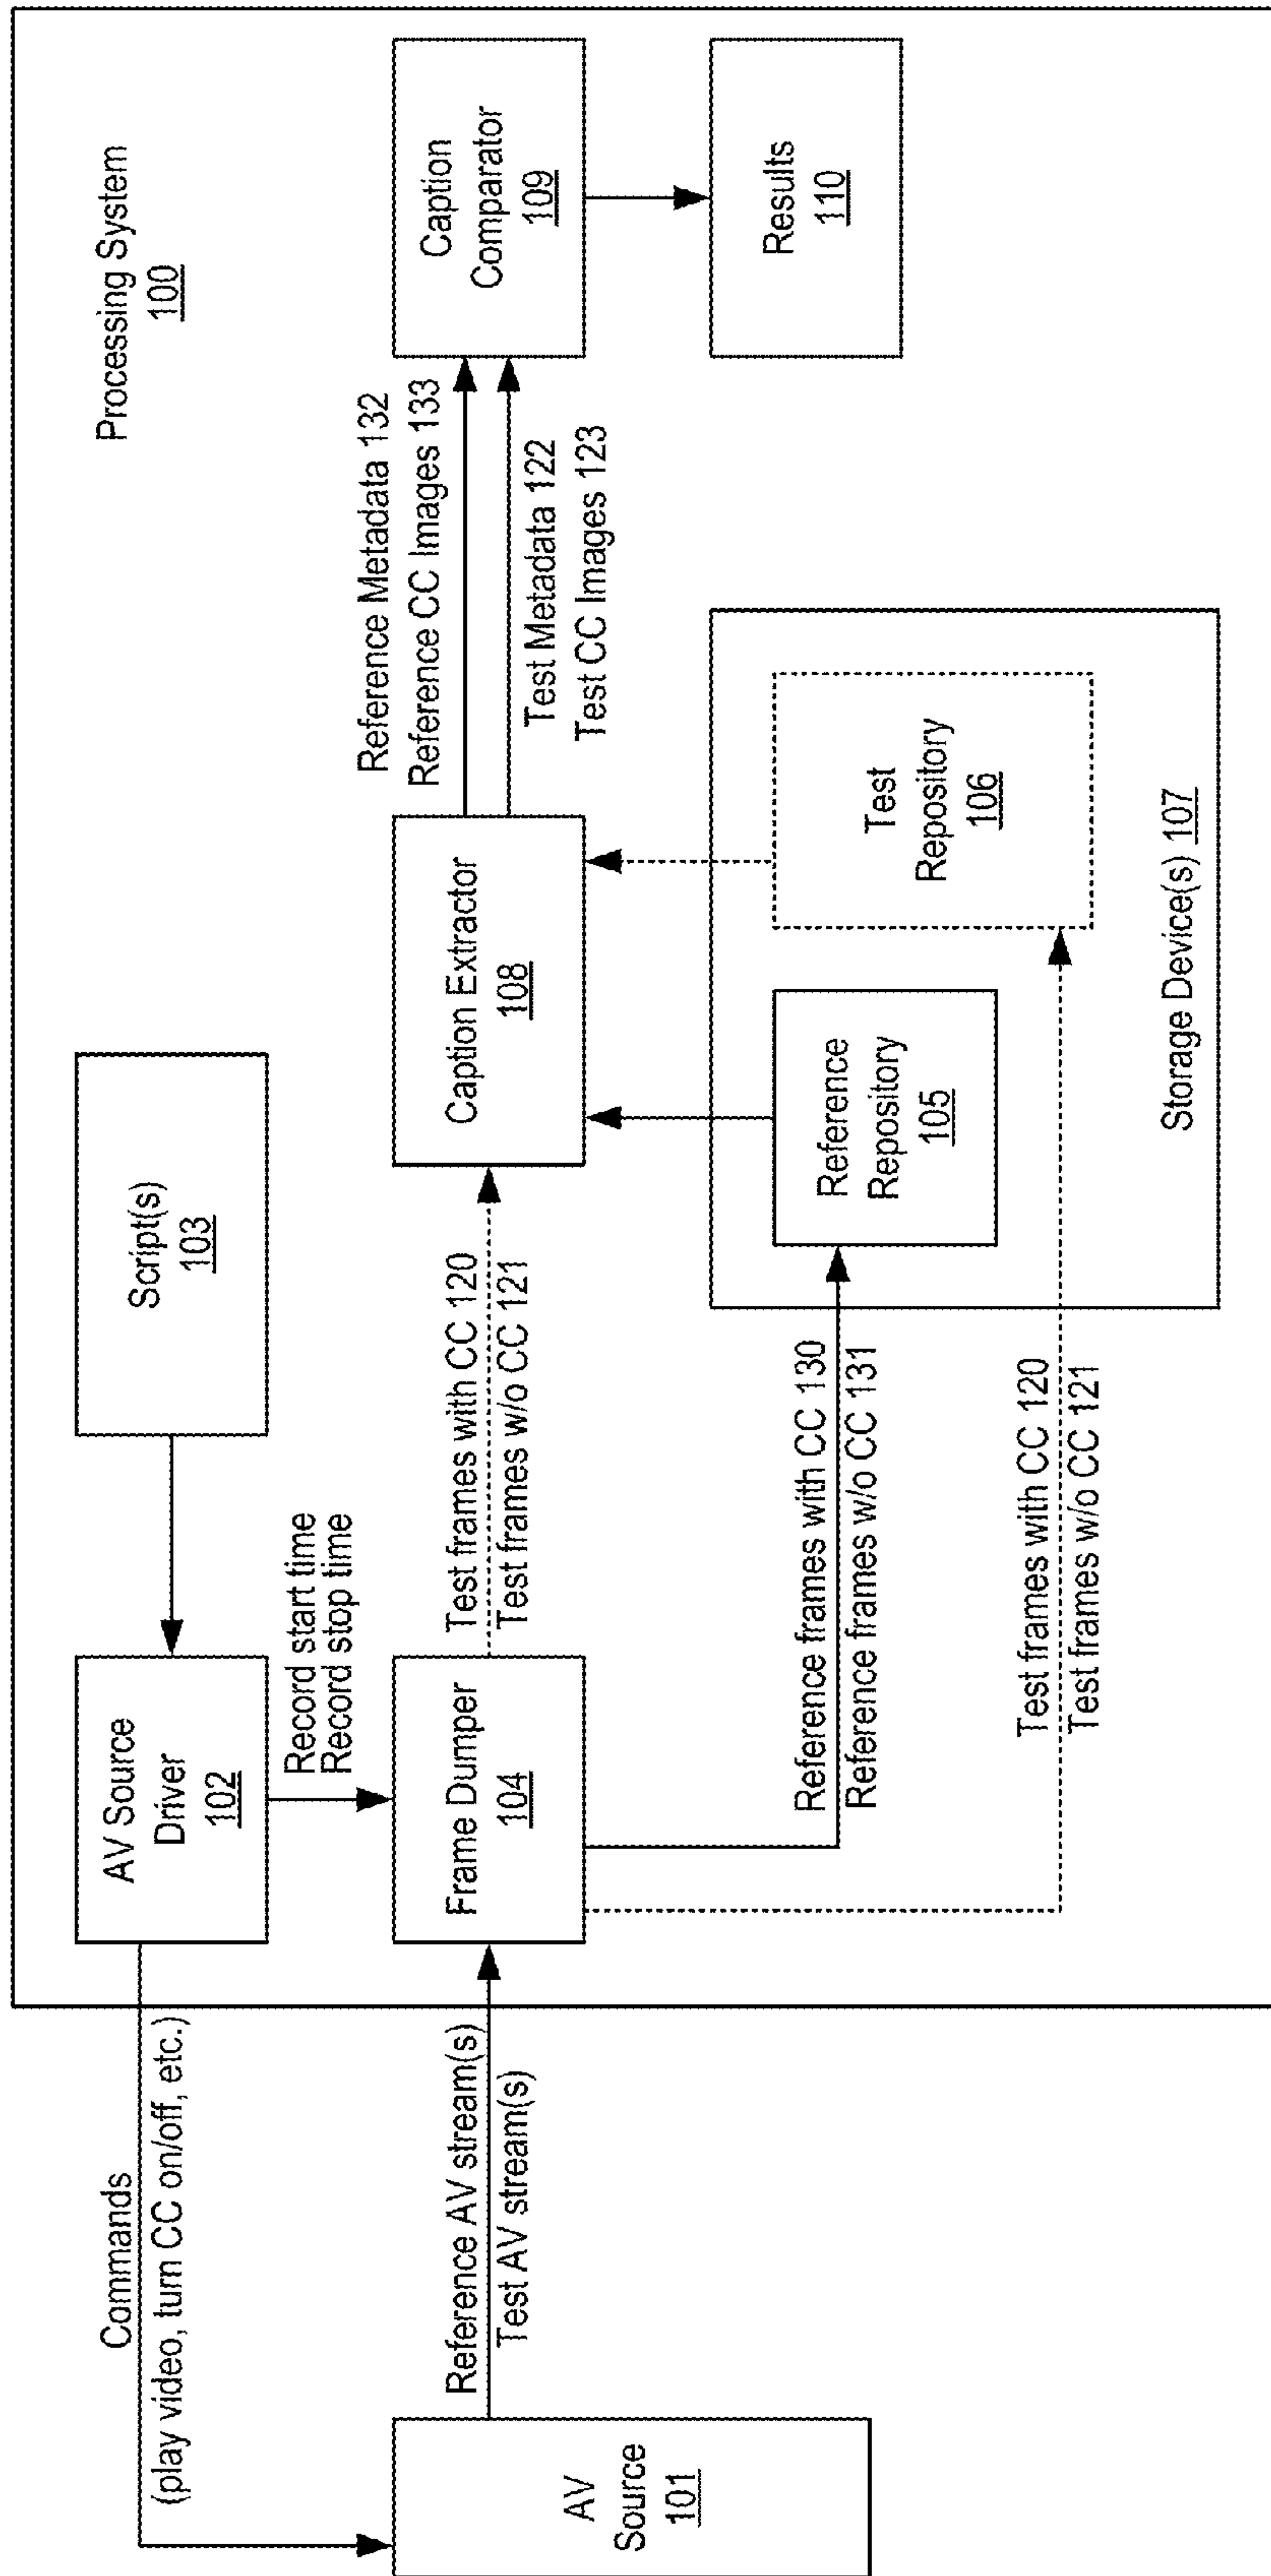 Processing System
100
Commands
(play video, turn CC on/off, etc.)
AV Source
Driver
102
Script(s)
103
Record start time
Record stop time
AV
Source
101
Reference AV stream(s)
Test AV stream(s)
Frame Dumper
104
Test frames with CC 120
Test frames w/o CC 121
Caption Extractor
108
Reference Metadata 132
Reference CC Images 133
Test Metadata 122
Test CC Images 123
Caption
Comparator
109
Results
110
Reference frames with CC 130
Reference frames w/o CC 131
Reference
Repository
105
Test
Repository
106
Test frames with CC 120
Test frames w/o CC 121
Storage Device(s) 107